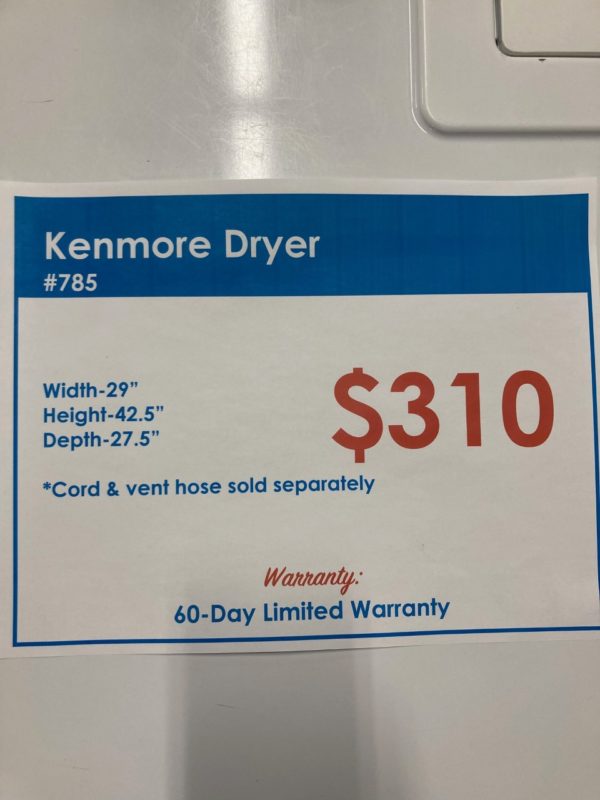 Kenmore Dryer
#785
Width-29”
Height-42.5”
Depth-27.5”
$310
*Cord & vent hose sold separately
Warranty:
60-Day Limited Warranty